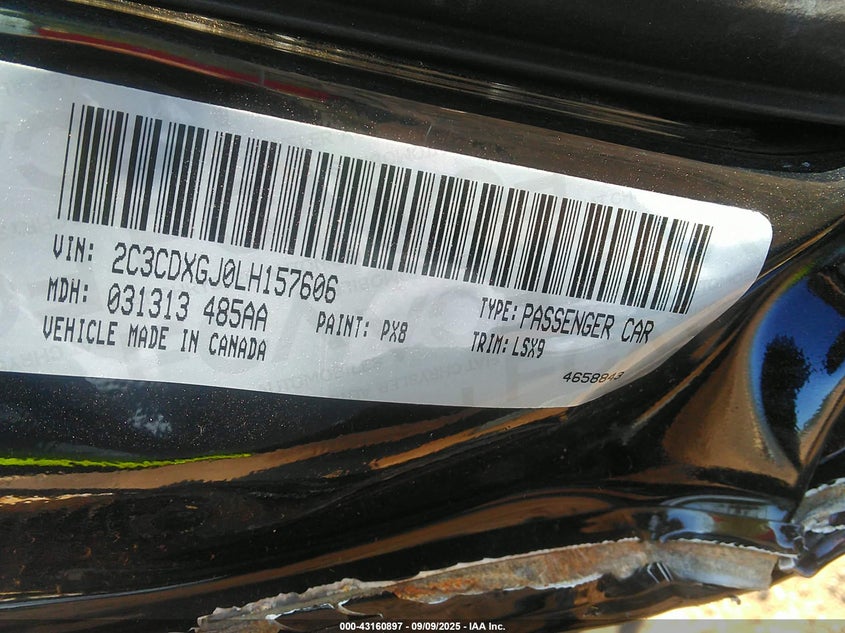 VIN: 2C3CDXGJ0LH157606
MDH: 031313 485AA PAINT: PX8 TYPE: PASSENGER CAR
VEHICLE MADE IN CANADA TRIM: LSX9
4658843
000-43160897 - 09/09/2025 - IAA Inc.